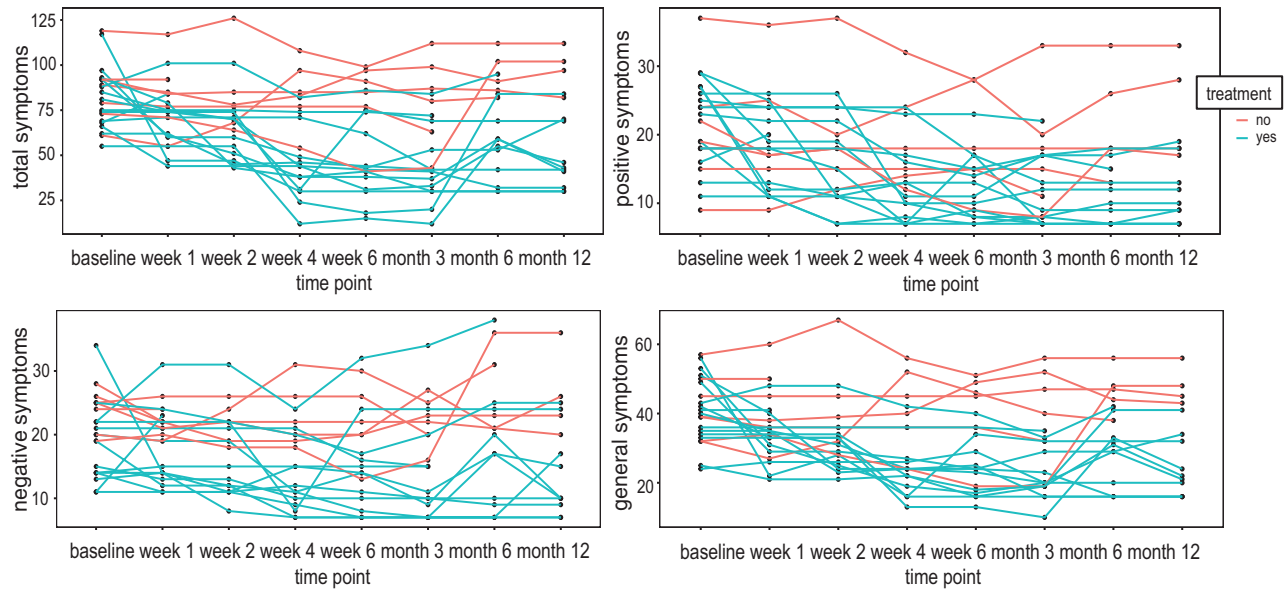 total symptoms
125
100
75
50
25
baseline week 1 week 2 week 4 week 6 month 3 month 6 month 12
time point
positive symptoms
30
20
10
baseline week 1 week 2 week 4 week 6 month 3 month 6 month 12
time point
treatment
no
yes
negative symptoms
30
20
10
baseline week 1 week 2 week 4 week 6 month 3 month 6 month 12
time point
general symptoms
60
40
20
baseline week 1 week 2 week 4 week 6 month 3 month 6 month 12
time point